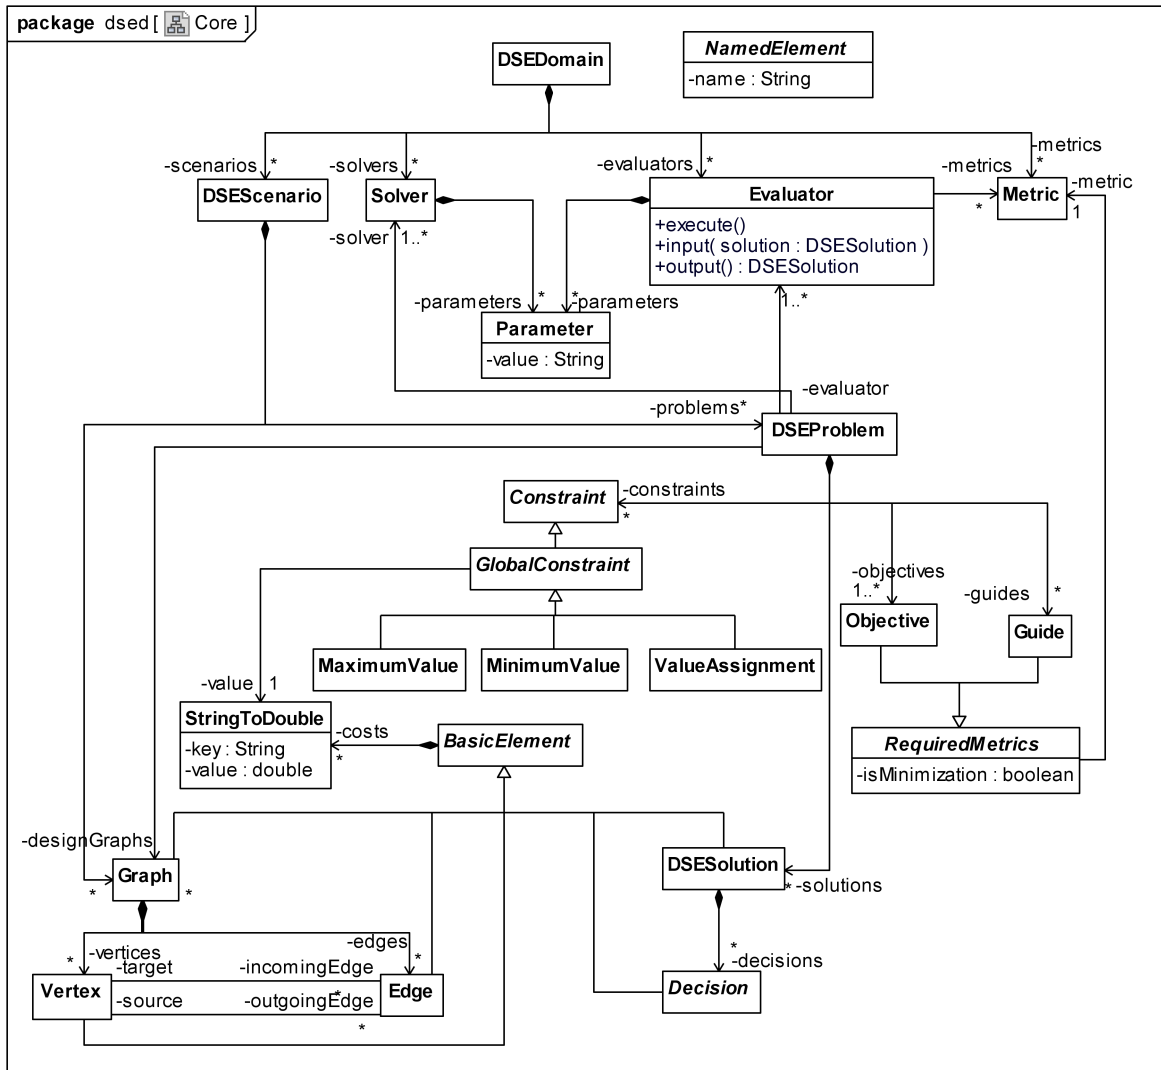 package dsed [ Core ]
DSEDomain
NamedElement
-name : String
-scenarios *
-solvers *
-evaluators *
-metrics
*
-metrics
*
-metric
1
DSEScenario
Solver
Evaluator
+execute()
+input( solution : DSESolution )
+output() : DSESolution
Metric
-solver 1..*
-parameters *
*
-parameters
1..*
Parameter
-value : String
-evaluator
-problems*
DSEProblem
Constraint
-constraints
*
GlobalConstraint
-objectives
1..*
-guides *
Objective
Guide
MaximumValue
MinimumValue
ValueAssignment
-value 1
StringToDouble
-key : String
-value : double
-costs
*
BasicElement
RequiredMetrics
-isMinimization : boolean
-designGraphs
* *
Graph
DSESolution
* -solutions
* -vertices
-edges *
*
-decisions
-target -incomingEdge
*
-source -outgoingEdge
*
Vertex
Edge
Decision